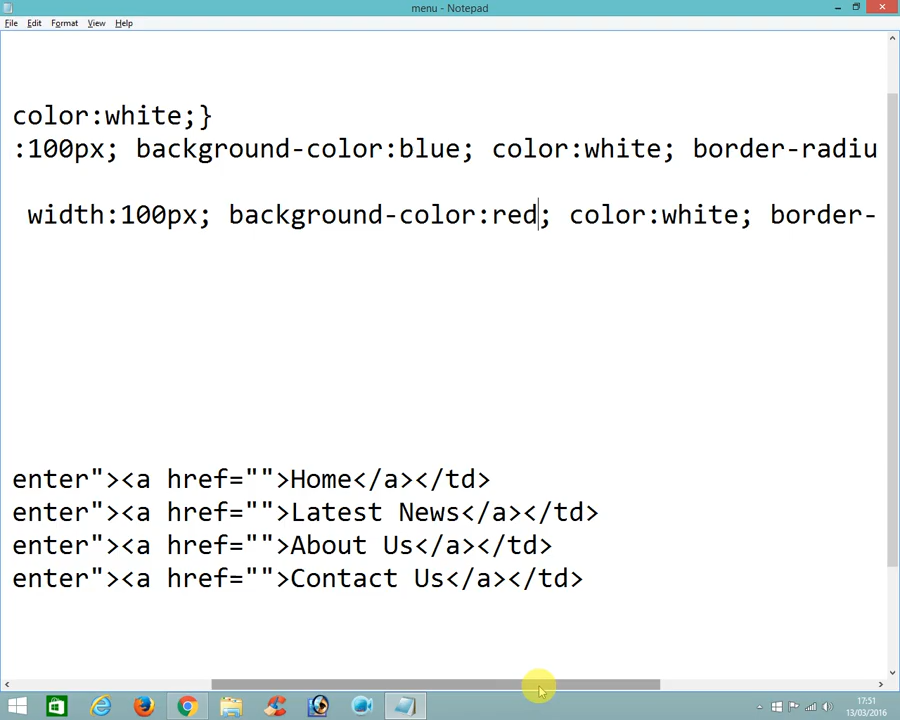 menu - Notepad
File Edit Format View Help
color:white;}
:100px; background-color:blue; color:white; border-radiu
width:100px; background-color:red; color:white; border-
enter"><a href="">Home</a></td>
enter"><a href="">Latest News</a></td>
enter"><a href="">About Us</a></td>
enter"><a href="">Contact Us</a></td>
17:51
13/03/2016